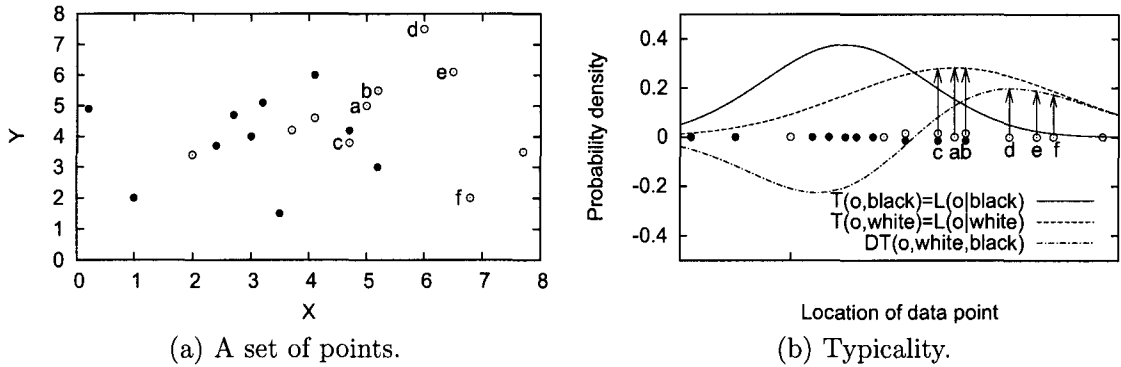 8
7
6
5
4
3
2
1
0
0 1 2 3 4 5 6 7 8
Y
X
d
e
b
a
c
f
(a) A set of points.
0.4
0.2
0
-0.2
-0.4
Probability density
c a b d e f
T(o,black)=L(o|black)
T(o,white)=L(o|white)
DT(o,white,black)
Location of data point
(b) Typicality.